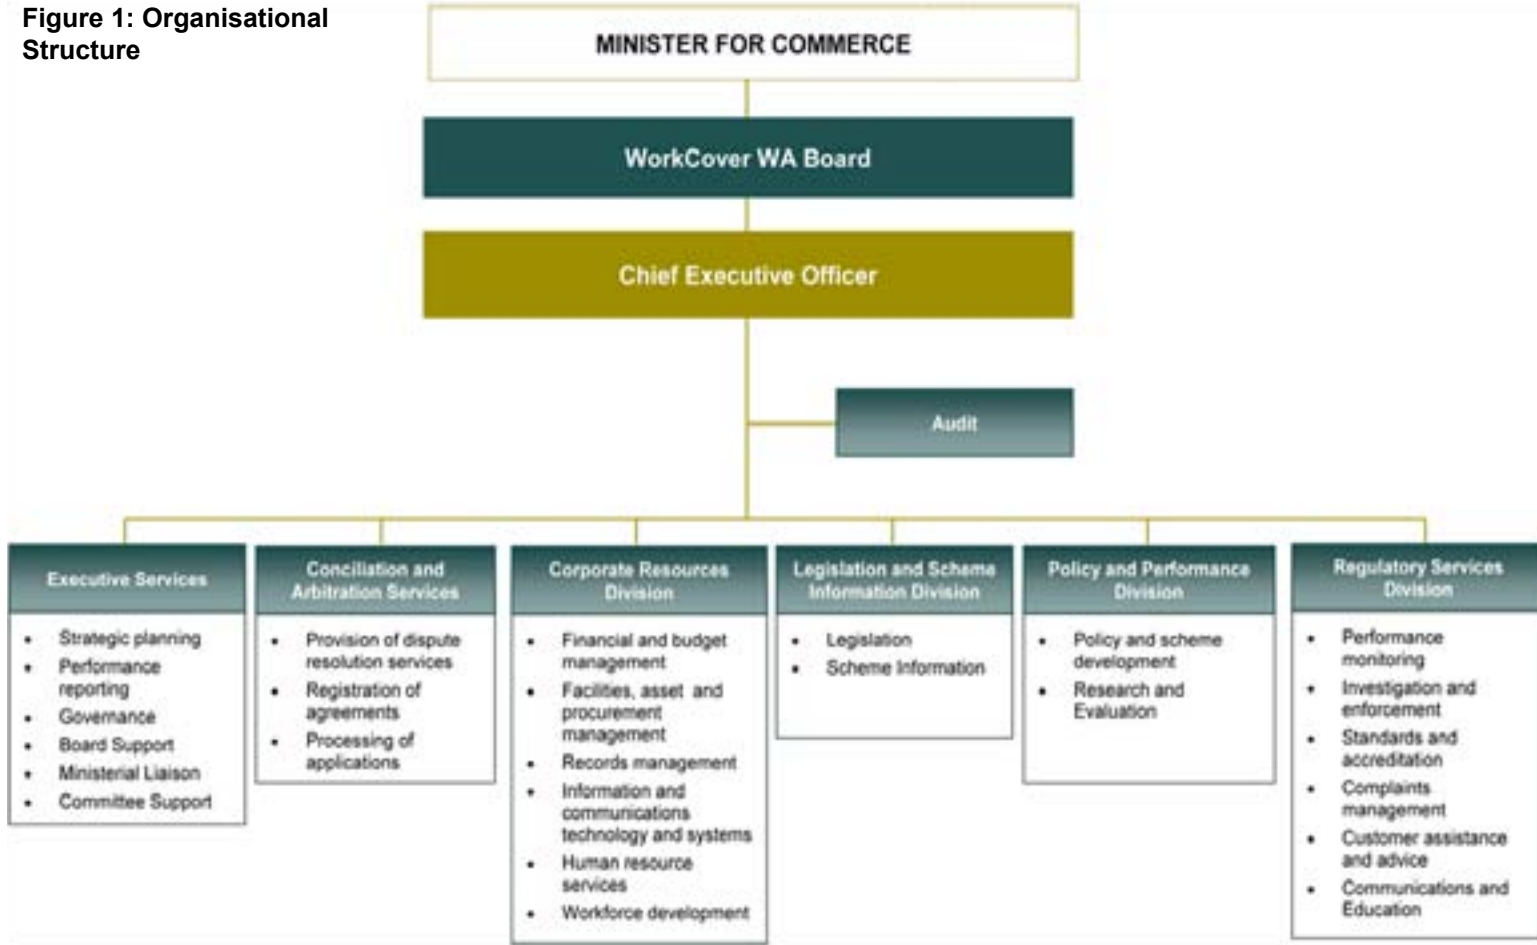 Figure 1: Organisational
Structure
MINISTER FOR COMMERCE
WorkCover WA Board
Chief Executive Officer
Audit
Executive Services
• Strategic planning
• Performance
reporting
• Governance
• Board Support
• Ministerial Liaison
• Committee Support
Conciliation and
Arbitration Services
• Provision of dispute
resolution services
• Registration of
agreements
• Processing of
applications
Corporate Resources
Division
• Financial and budget
management
• Facilities, asset and
procurement
management
• Records management
• Information and
communications
technology and systems
• Human resource
services
• Workforce development
Legislation and Scheme
Information Division
• Legislation
• Scheme Information
Policy and Performance
Division
• Policy and scheme
development
• Research and
Evaluation
Regulatory Services
Division
• Performance
monitoring
• Investigation and
enforcement
• Standards and
accreditation
• Complaints
management
• Customer assistance
and advice
• Communications and
Education